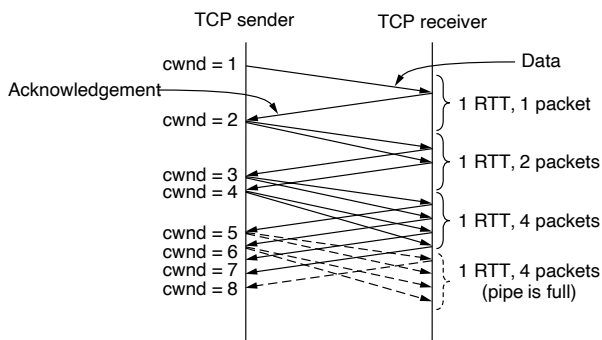 TCP sender
TCP receiver
cwnd = 1
Data
Acknowledgement
1 RTT, 1 packet
cwnd = 2
1 RTT, 2 packets
cwnd = 3
cwnd = 4
1 RTT, 4 packets
cwnd = 5
cwnd = 6
cwnd = 7
1 RTT, 4 packets
(pipe is full)
cwnd = 8